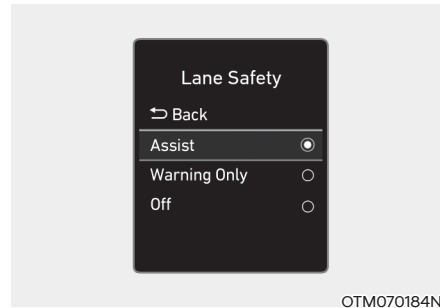 Lane Safety
Back
Assist
Warning Only
Off
OTM070184N